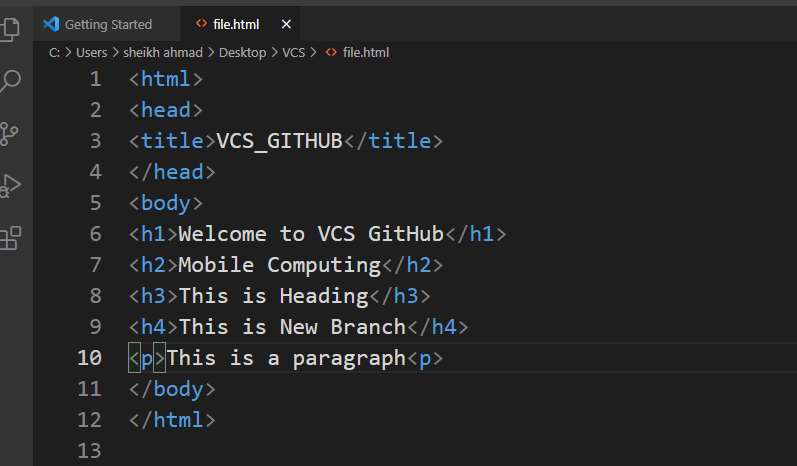 Getting Started file.html
C: > Users > sheikh ahmad > Desktop > VCS > file.html
1 <html>
2 <head>
3 <title>VCS_GITHUB</title>
4 </head>
5 <body>
6 <h1>Welcome to VCS GitHub</h1>
7 <h2>Mobile Computing</h2>
8 <h3>This is Heading</h3>
9 <h4>This is New Branch</h4>
10 <p>This is a paragraph<p>
11 </body>
12 </html>
13